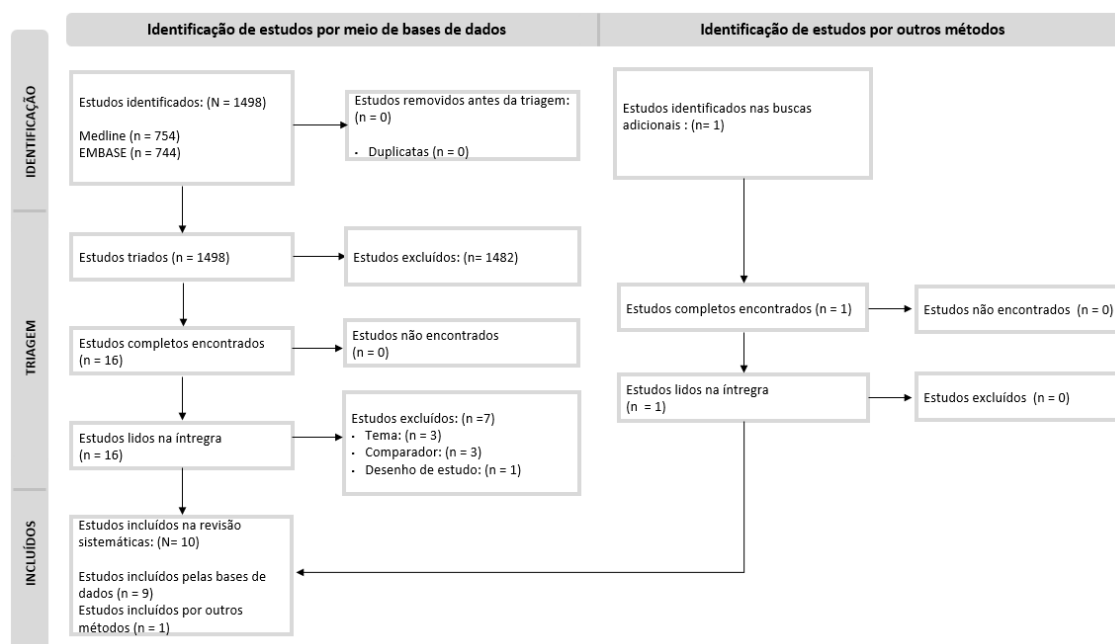 Identificação de estudos por meio de bases de dados
Identificação de estudos por outros métodos
IDENTIFICAÇÃO
Estudos identificados: (N = 1498)
Medline (n = 754)
EMBASE (n = 744)
Estudos removidos antes da triagem:
(n = 0)
• Duplicatas (n = 0)
Estudos identificados nas buscas
adicionais : (n= 1)
TRIAGEM
Estudos triados (n = 1498)
Estudos excluídos: (n= 1482)
Estudos completos encontrados
(n = 16)
Estudos não encontrados
(n = 0)
Estudos completos encontrados (n = 1)
Estudos não encontrados (n = 0)
Estudos lidos na íntregra
(n = 16)
Estudos excluídos: (n =7)
• Tema: (n = 3)
• Comparador: (n = 3)
• Desenho de estudo: (n = 1)
Estudos lidos na íntregra
(n = 1)
Estudos excluídos (n = 0)
INCLUÍDOS
Estudos incluídos na revisão
sistemáticas: (N= 10)
Estudos incluídos pelas bases de
dados (n = 9)
Estudos incluídos por outros
métodos (n = 1)